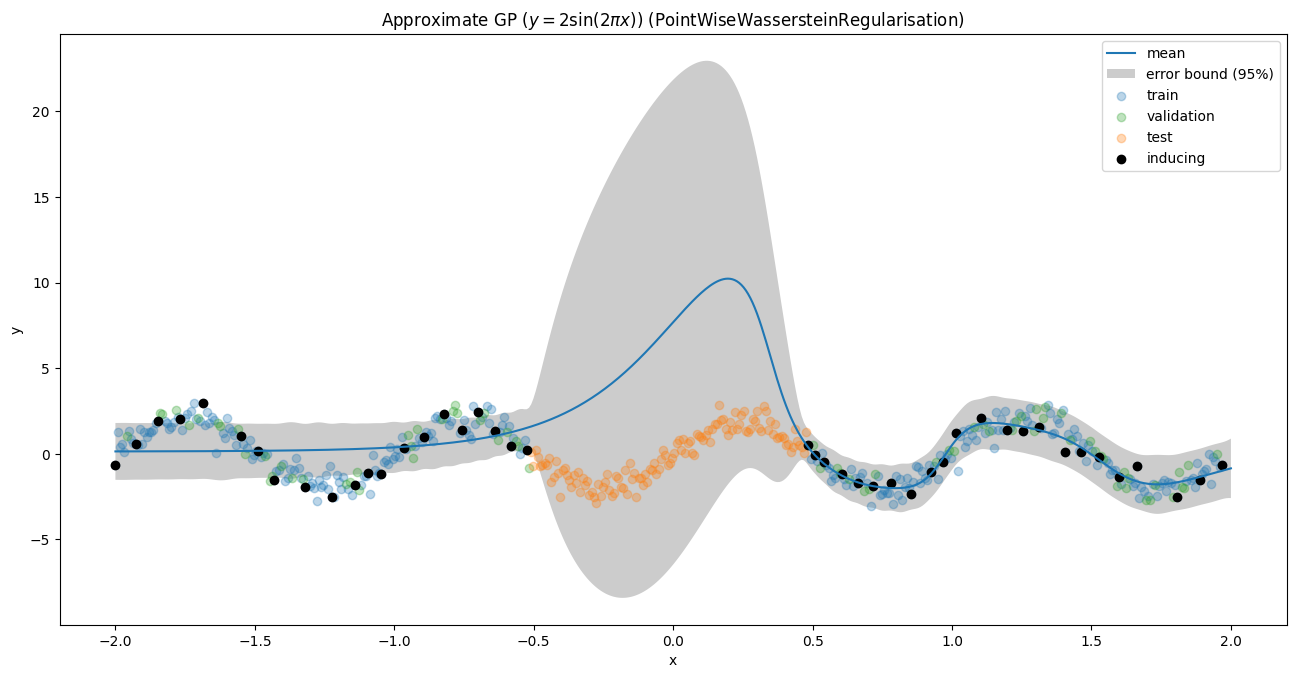 Approximate GP (y = 2sin(2πx)) (PointWiseWassersteinRegularisation)
mean
error bound (95%)
train
validation
test
inducing
20
15
10
5
0
−5
y
−2.0 −1.5 −1.0 −0.5 0.0 0.5 1.0 1.5 2.0
x